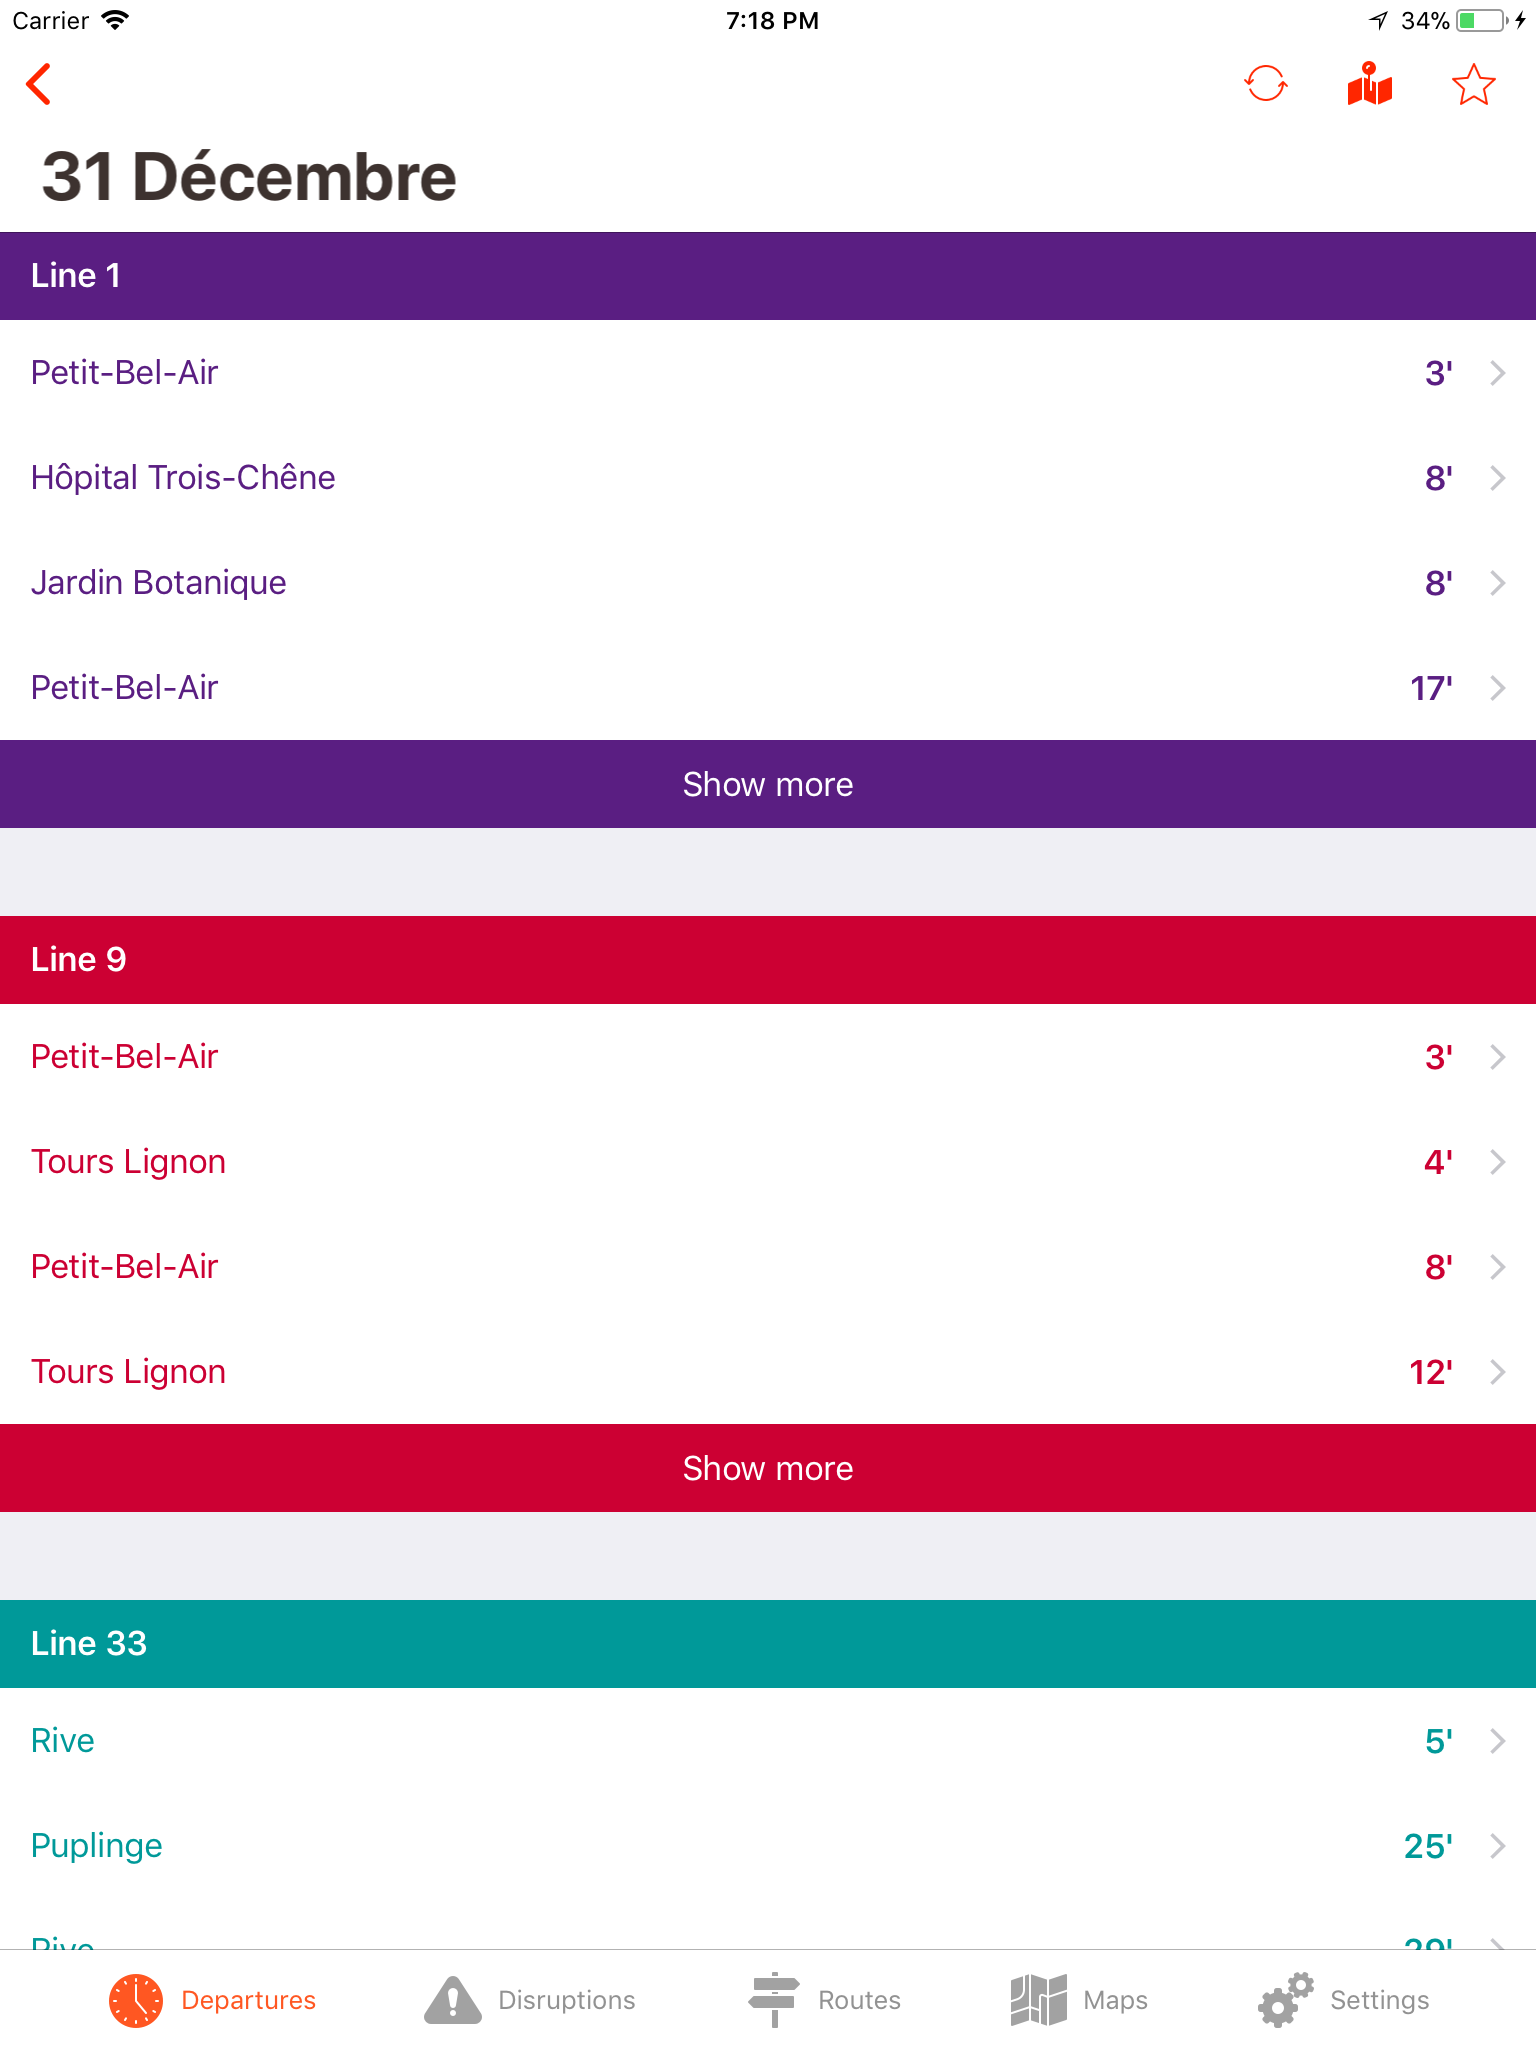 Carrier 7:18 PM 34%
31 Décembre
Line 1
Petit-Bel-Air 3'
Hôpital Trois-Chêne 8'
Jardin Botanique 8'
Petit-Bel-Air 17'
Show more
Line 9
Petit-Bel-Air 3'
Tours Lignon 4'
Petit-Bel-Air 8'
Tours Lignon 12'
Show more
Line 33
Rive 5'
Puplinge 25'
Rive 29'
Departures Disruptions Routes Maps Settings